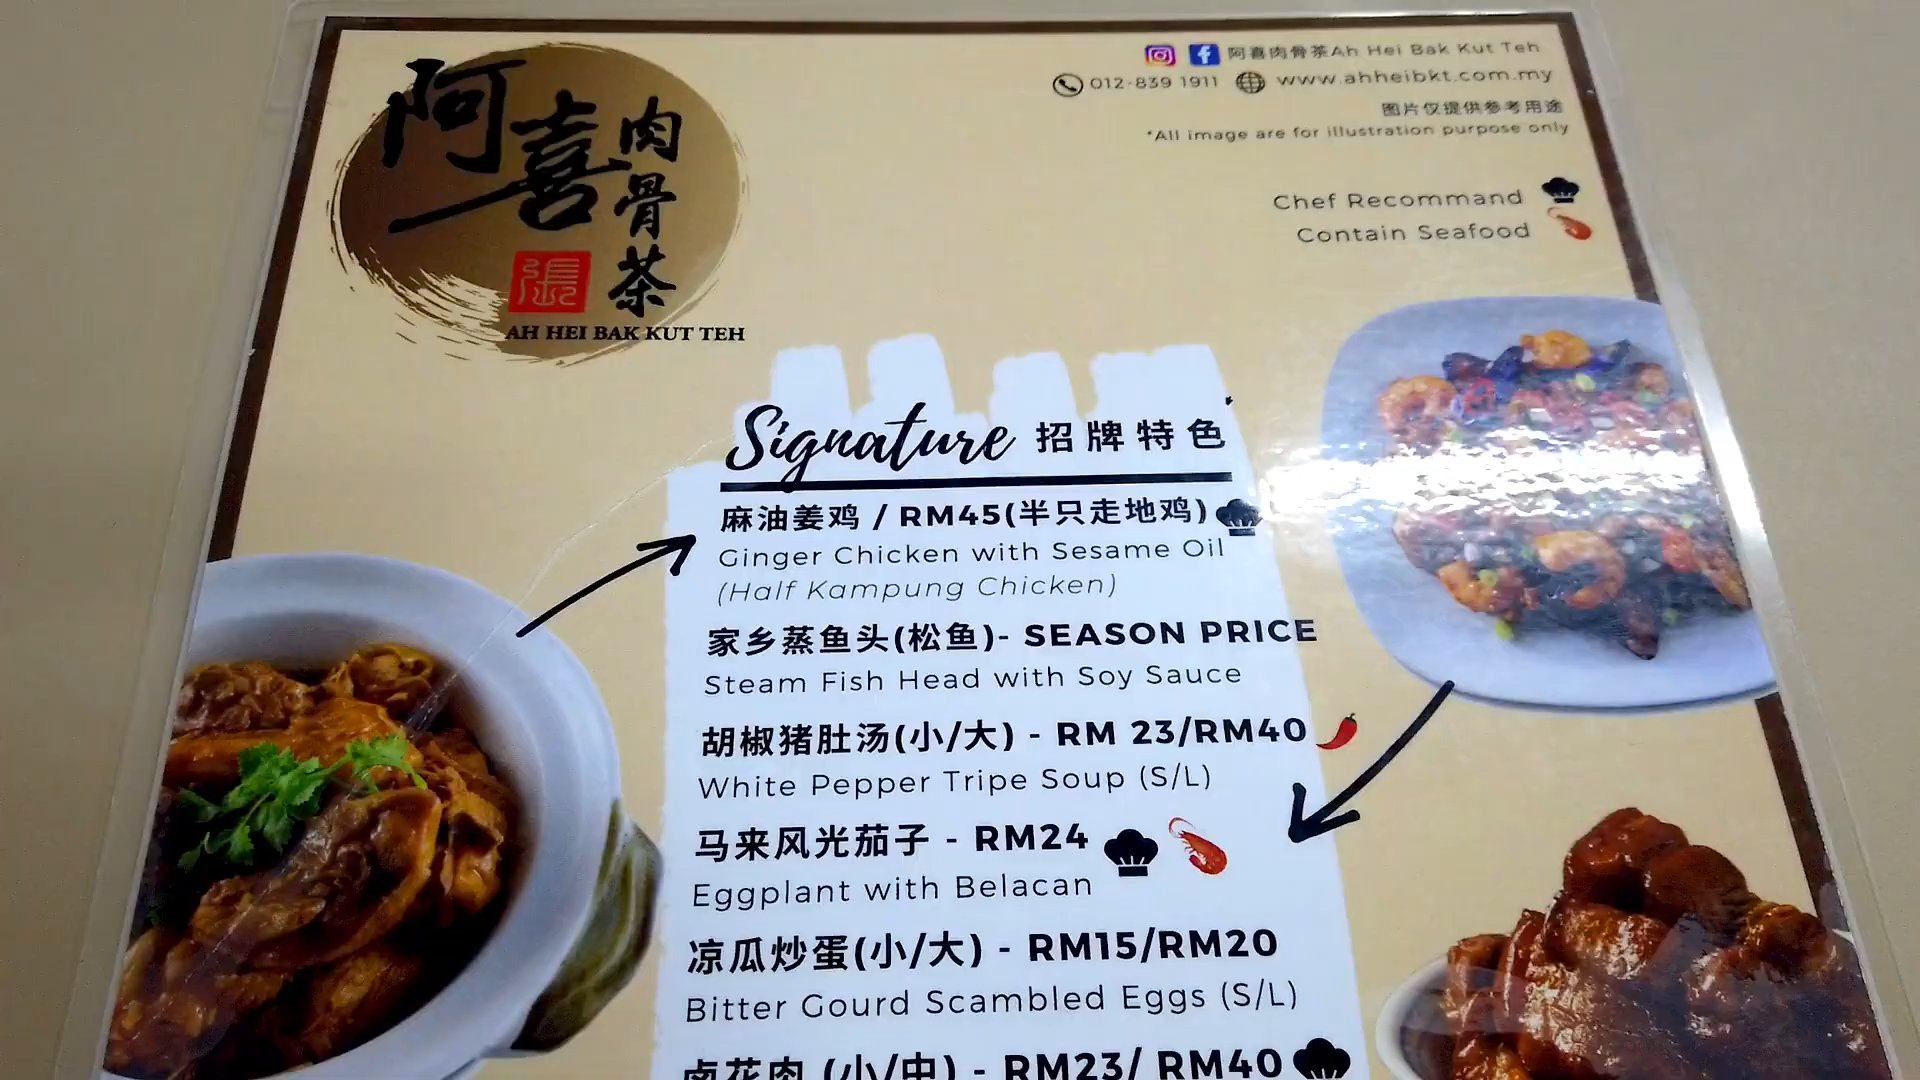 阿喜肉骨茶
張
AH HEI BAK KUT TEH
阿喜肉骨茶Ah Hei Bak Kut Teh
012-839 1911 www.ahheibkt.com.my
图片仅提供参考用途
*All image are for illustration purpose only
Chef Recommand
Contain Seafood
Signature 招牌特色
麻油姜鸡 / RM45(半只走地鸡)
Ginger Chicken with Sesame Oil
(Half Kampung Chicken)
家乡蒸鱼头(松鱼)- SEASON PRICE
Steam Fish Head with Soy Sauce
胡椒猪肚汤(小/大) - RM 23/RM40
White Pepper Tripe Soup (S/L)
马来风光茄子 - RM24
Eggplant with Belacan
凉瓜炒蛋(小/大) - RM15/RM20
Bitter Gourd Scambled Eggs (S/L)
卤花肉 (小/中) - RM23/ RM40